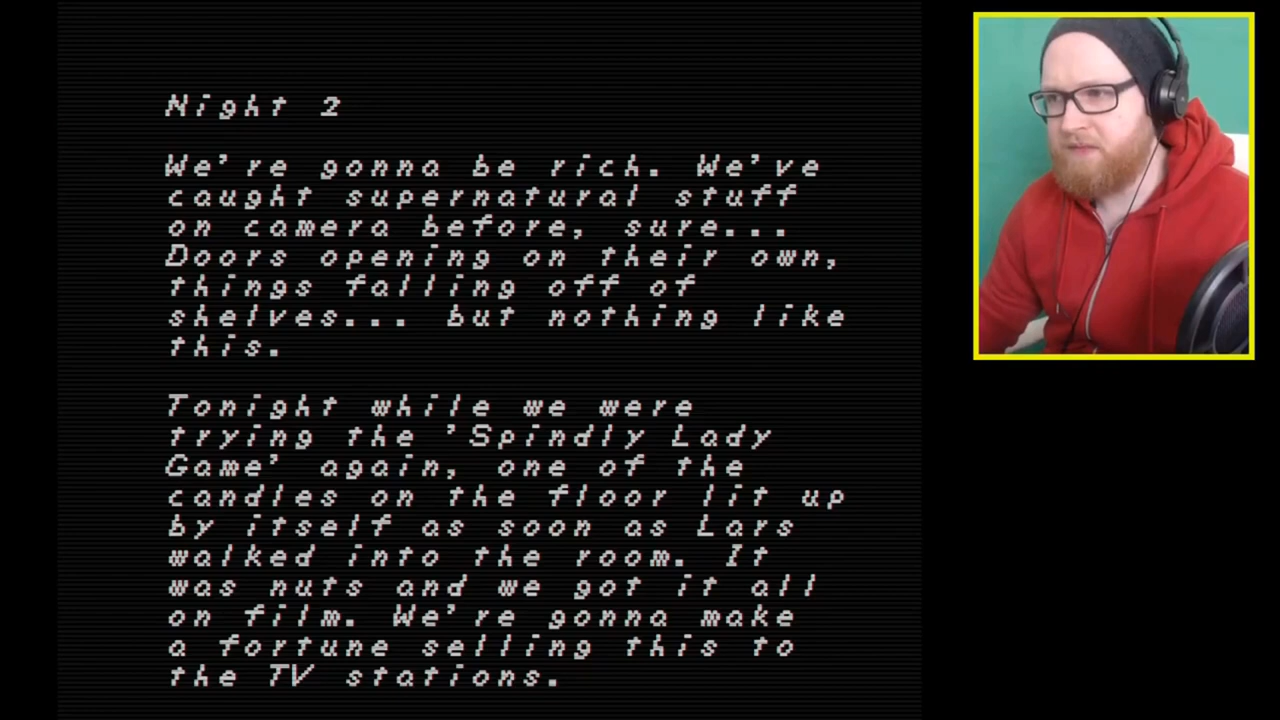 Night 2
We're gonna be rich. We've
caught supernatural stuff
on camera before, sure...
Doors opening on their own,
things falling off of
shelves... but nothing like
this.
Tonight while we were
trying the 'Spindly Lady
Game' again, one of the
candles on the floor lit up
by itself as soon as Lars
walked into the room. It
was nuts and we got it all
on film. We're gonna make
a fortune selling this to
the TV stations.